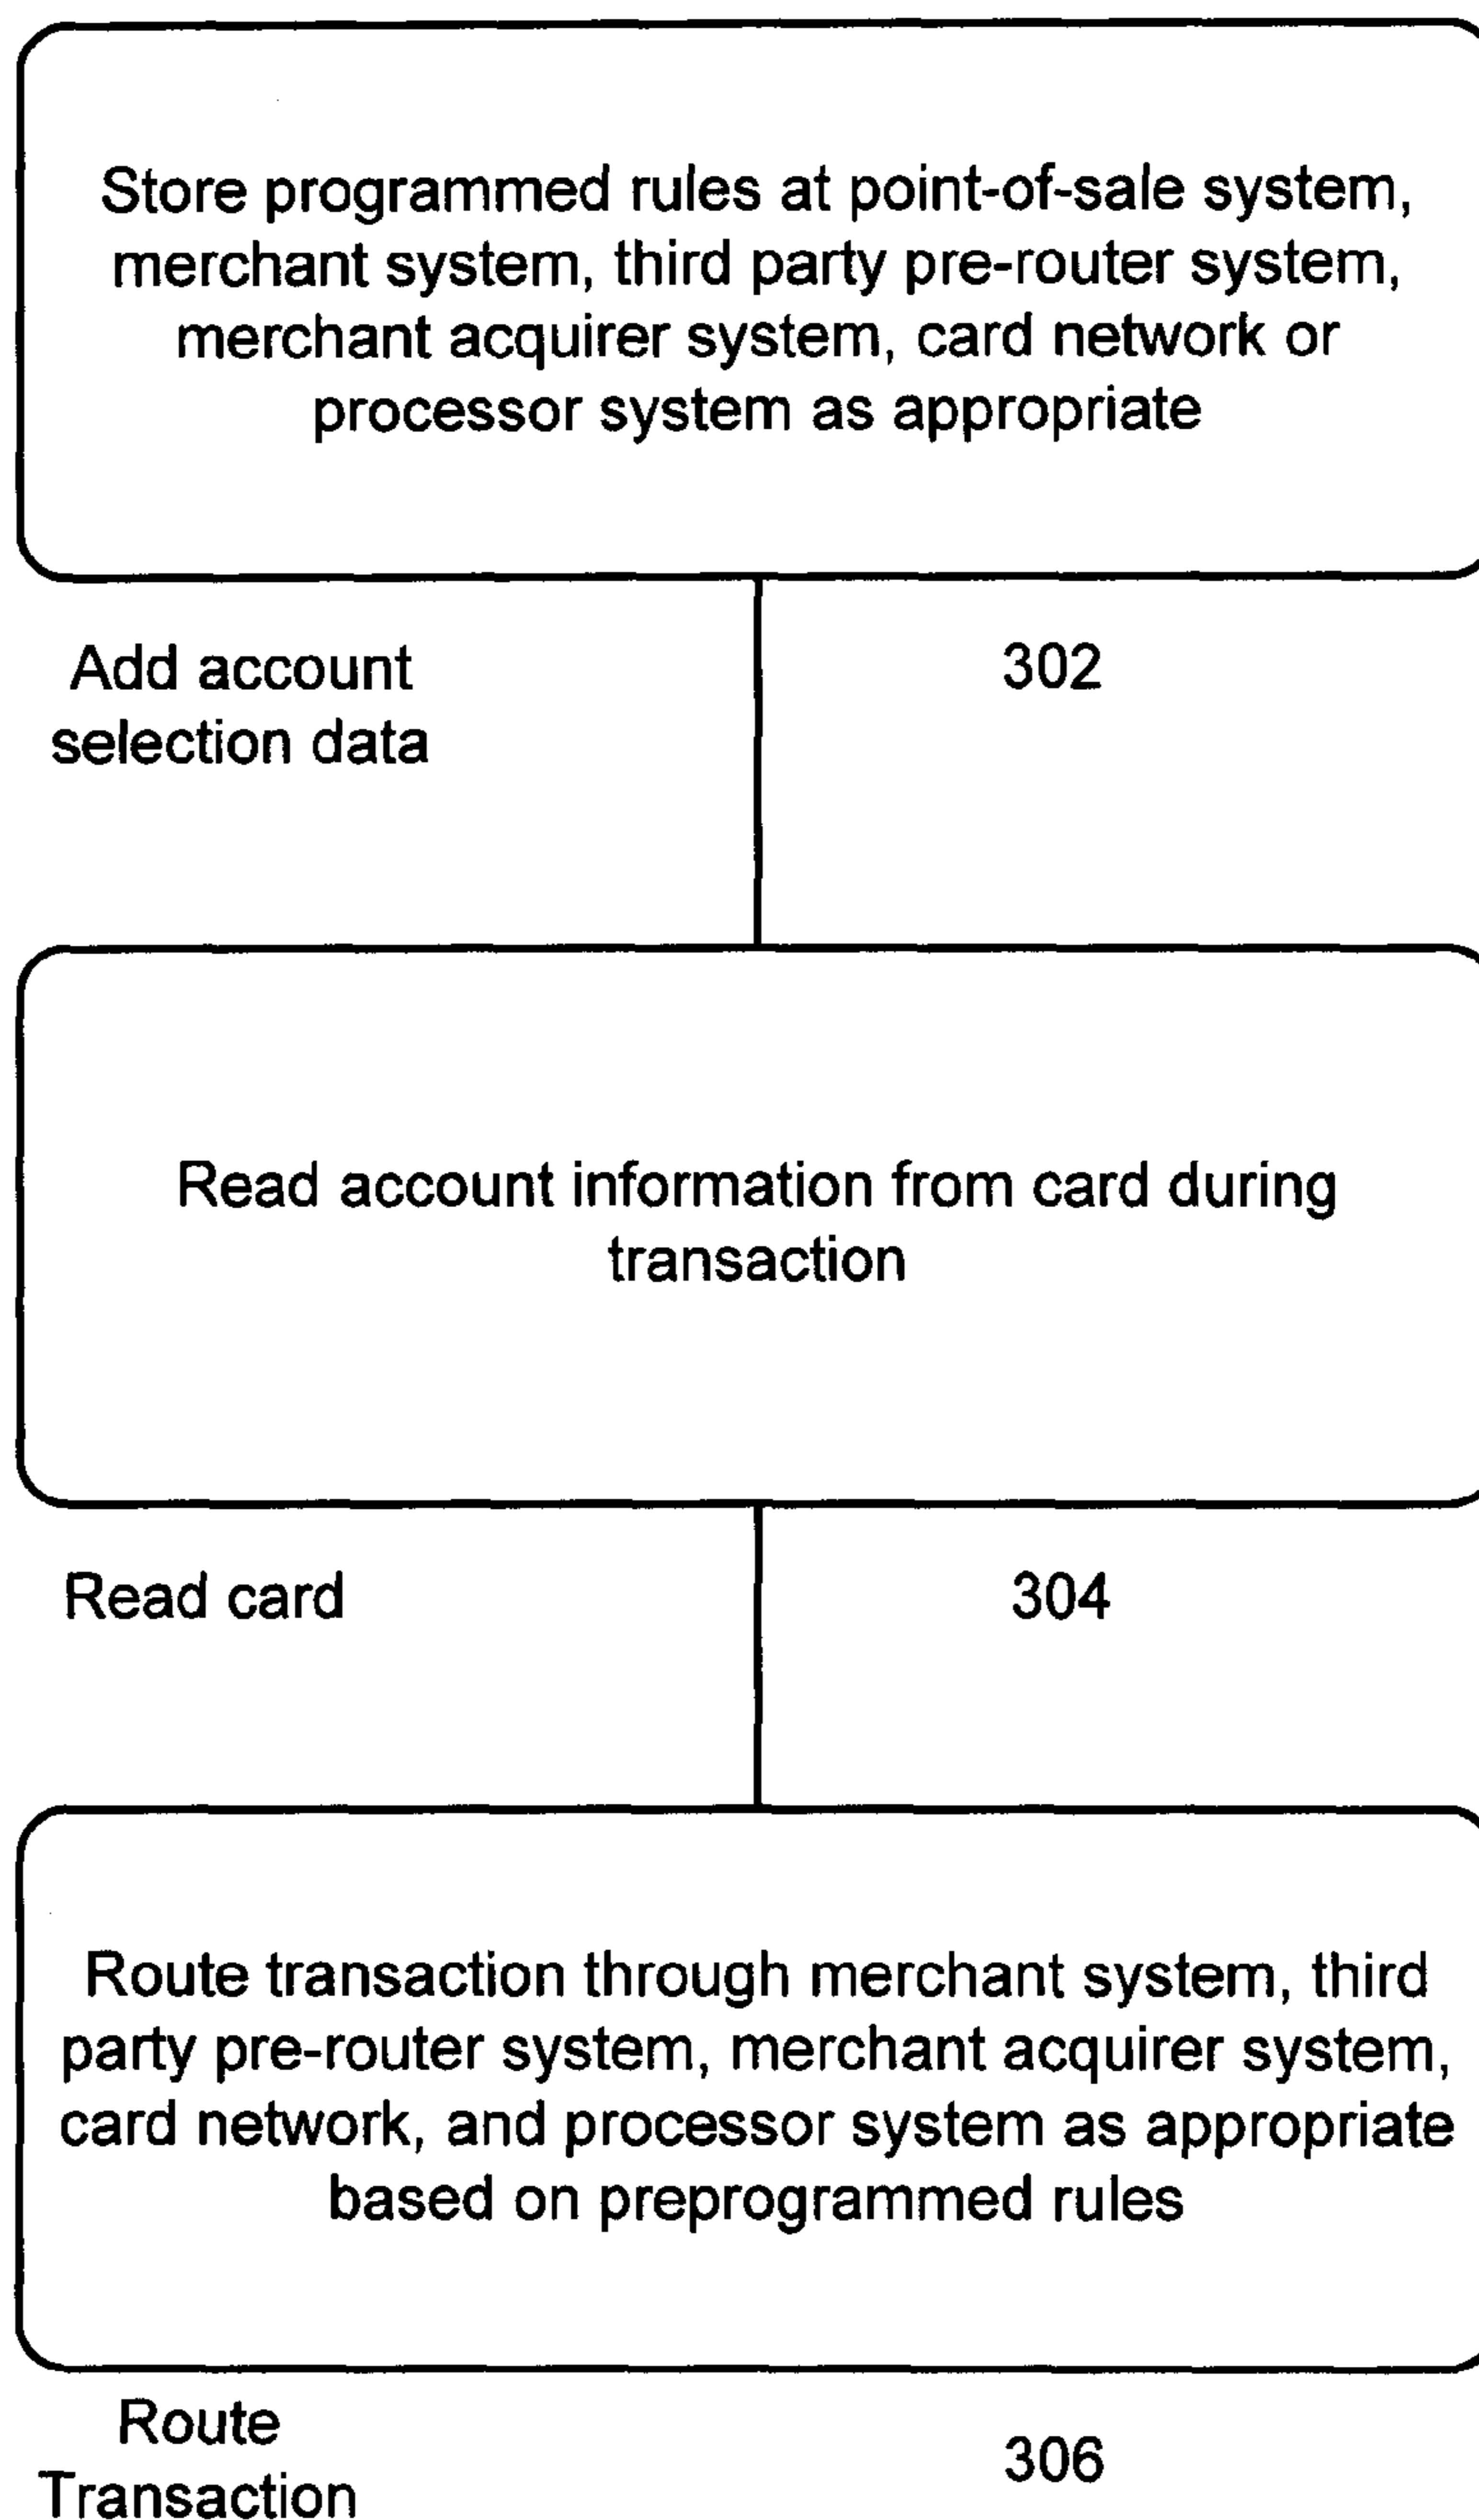 Store programmed rules at point-of-sale system,
merchant system, third party pre-router system,
merchant acquirer system, card network or
processor system as appropriate
Add account
selection data
302
Read account information from card during
transaction
Read card
304
Route transaction through merchant system, third
party pre-router system, merchant acquirer system,
card network, and processor system as appropriate
based on preprogrammed rules
Route
Transaction
306